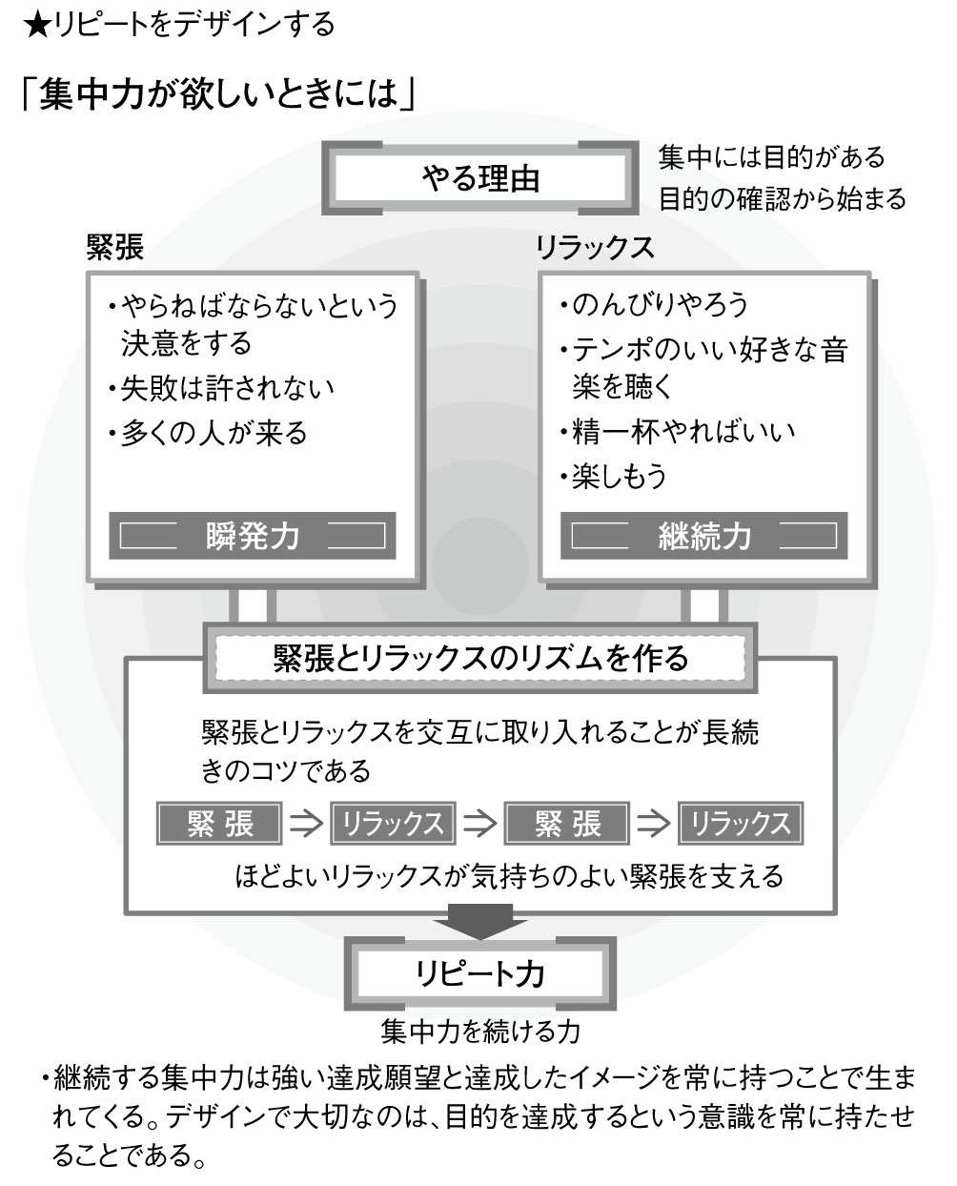 ★リピートをデザインする
「集中力が欲しいときには」
やる理由
集中には目的がある
目的の確認から始まる
緊張
・やらねばならないという
決意をする
・失敗は許されない
・多くの人が来る
瞬発力
リラックス
・のんびりやろう
・テンポのいい好きな音
楽を聴く
・精一杯やればいい
・楽しもう
継続力
緊張とリラックスのリズムを作る
緊張とリラックスを交互に取り入れることが長続
きのコツである
緊張 ⇒ リラックス ⇒ 緊張 ⇒ リラックス
ほどよいリラックスが気持ちのよい緊張を支える
リピート力
集中力を続ける力
・継続する集中力は強い達成願望と達成したイメージを常に持つことで生ま
れてくる。デザインで大切なのは、目的を達成するという意識を常に持たせ
ることである。